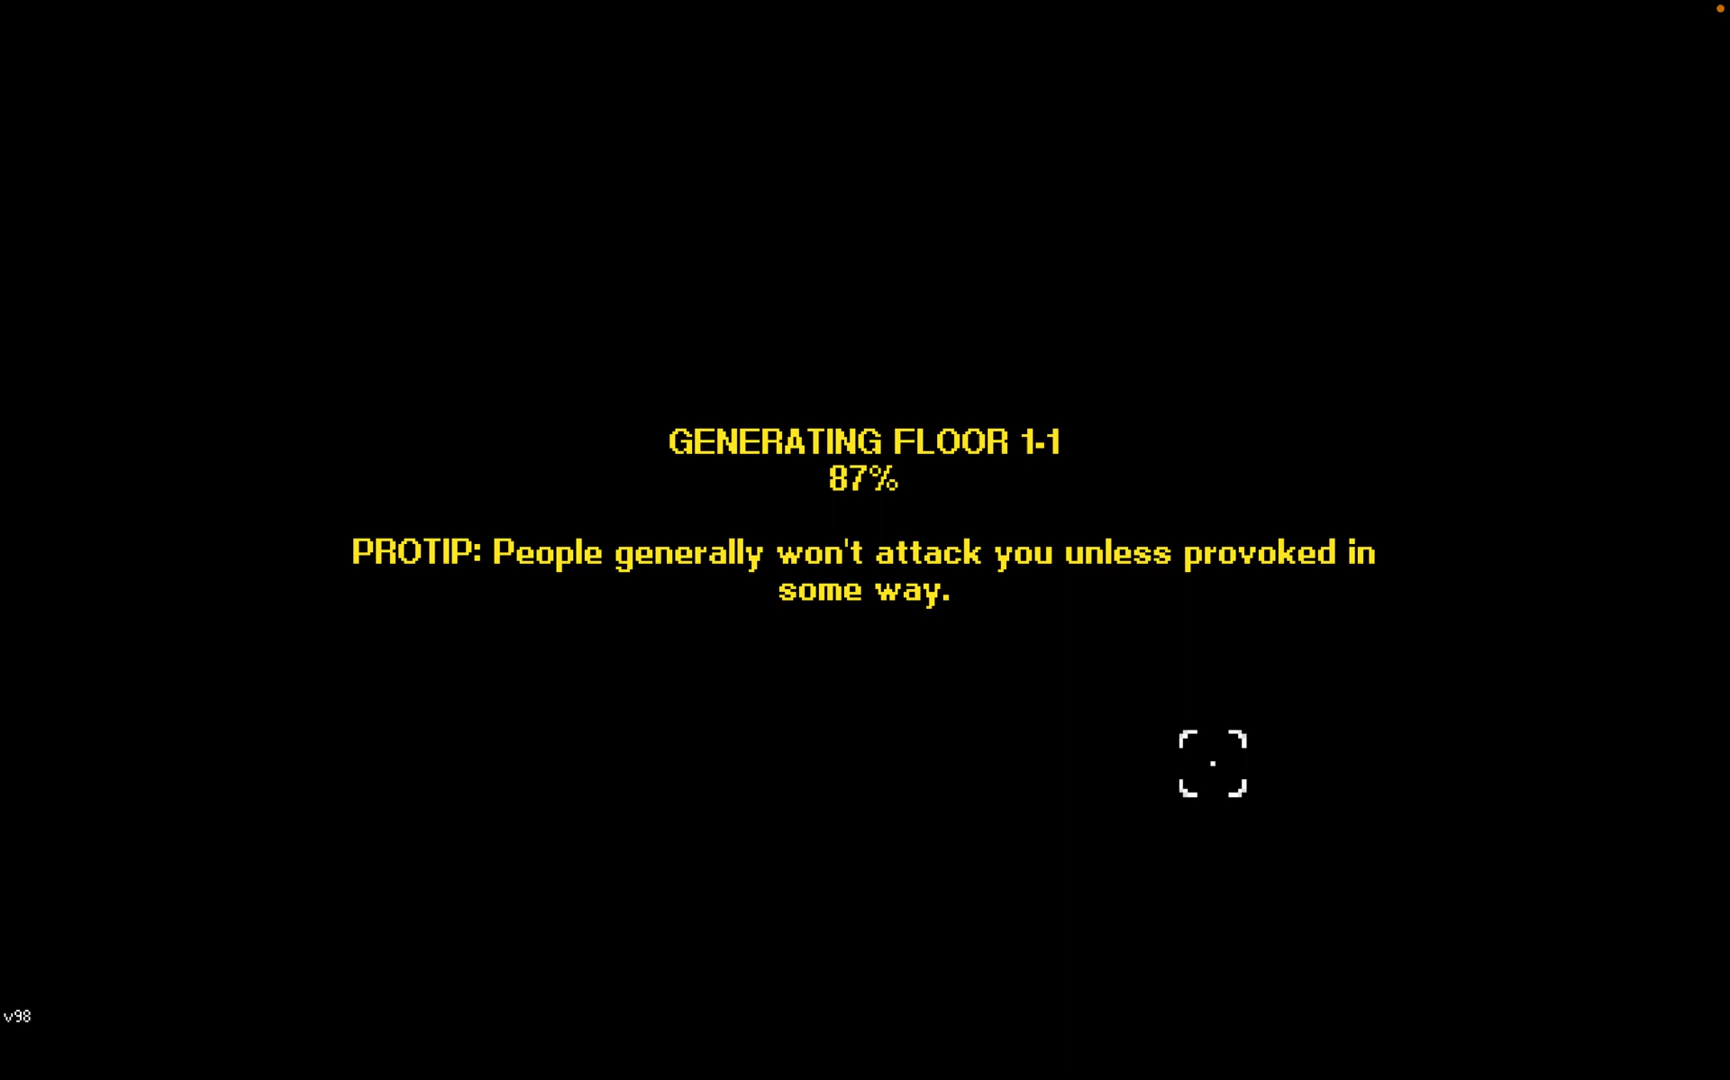 GENERATING FLOOR 1-1
87%
PROTIP: People generally won't attack you unless provoked in
some way.
v98